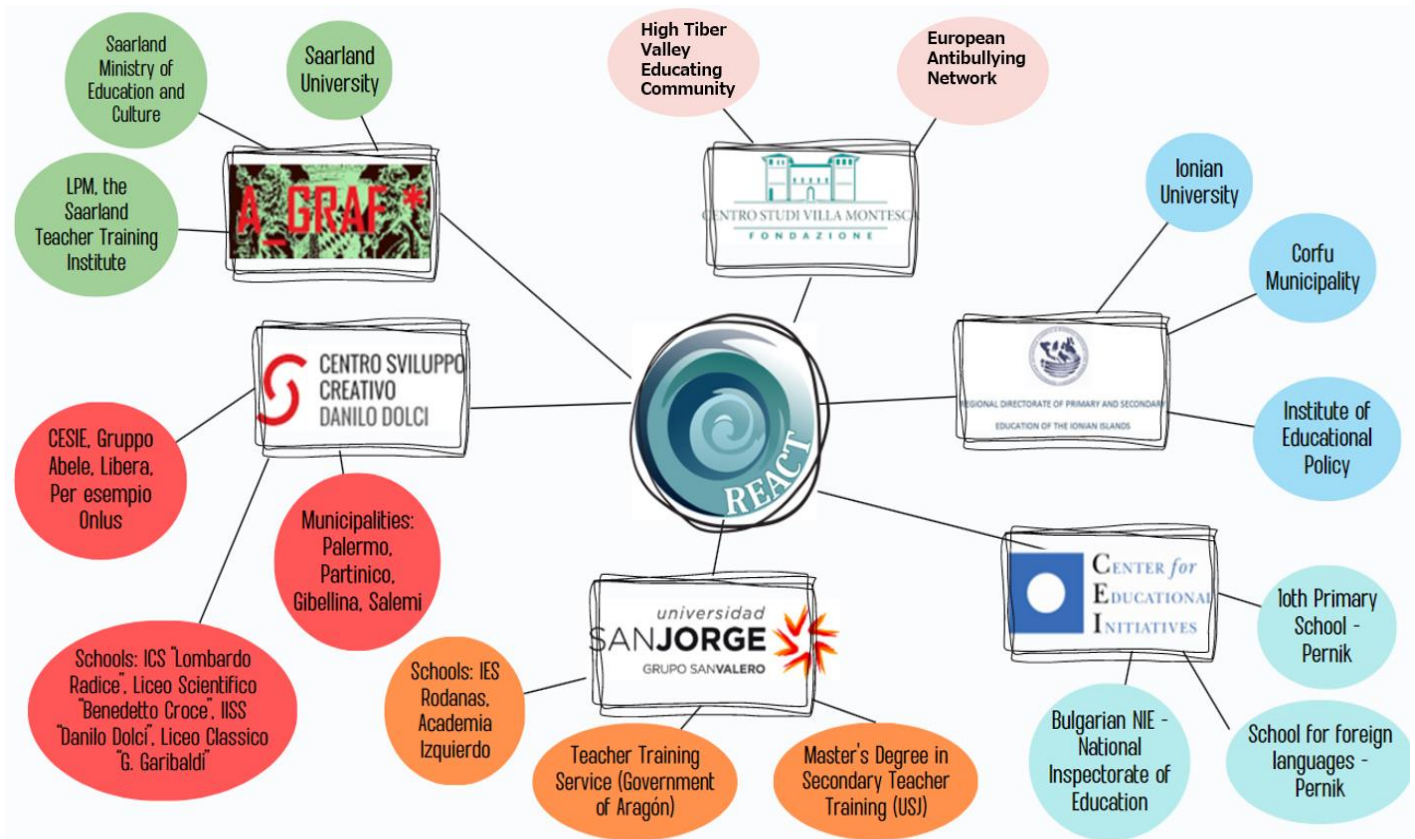 Saarland
Ministry of
Education and
Culture
Saarland
University
LPM, the
Saarland
Teacher Training
Institute
A_GRAF*
High Tiber
Valley
Educating
Community
European
Antibullying
Network
CENTRO STUDI VILLA MONTESCA
FONDAZIONE
Ionian
University
Corfu
Municipality
Institute of
Educational
Policy
REGIONAL DIRECTORATE OF PRIMARY AND SECONDARY
EDUCATION OF THE IONIAN ISLANDS
CENTRO SVILUPPO
CREATIVO
DANILO DOLCI
CESIE, Gruppo
Abele, Libera,
Per esempio
Onlus
Municipalities:
Palermo,
Partinico,
Gibellina, Salemi
Schools: ICS "Lombardo
Radice", Liceo Scientifico
"Benedetto Croce", IISS
"Danilo Dolci", Liceo Classico
"G. Garibaldi"
REACT
universidad
SANJORGE
GRUPO SANVALERO
Schools: IES
Rodanas,
Academia
Izquierdo
Teacher Training
Service (Government
of Aragón)
Master's Degree in
Secondary Teacher
Training (USJ)
CENTER for
EDUCATIONAL
INITIATIVES
10th Primary
School -
Pernik
School for foreign
languages -
Pernik
Bulgarian NIE -
National
Inspectorate of
Education